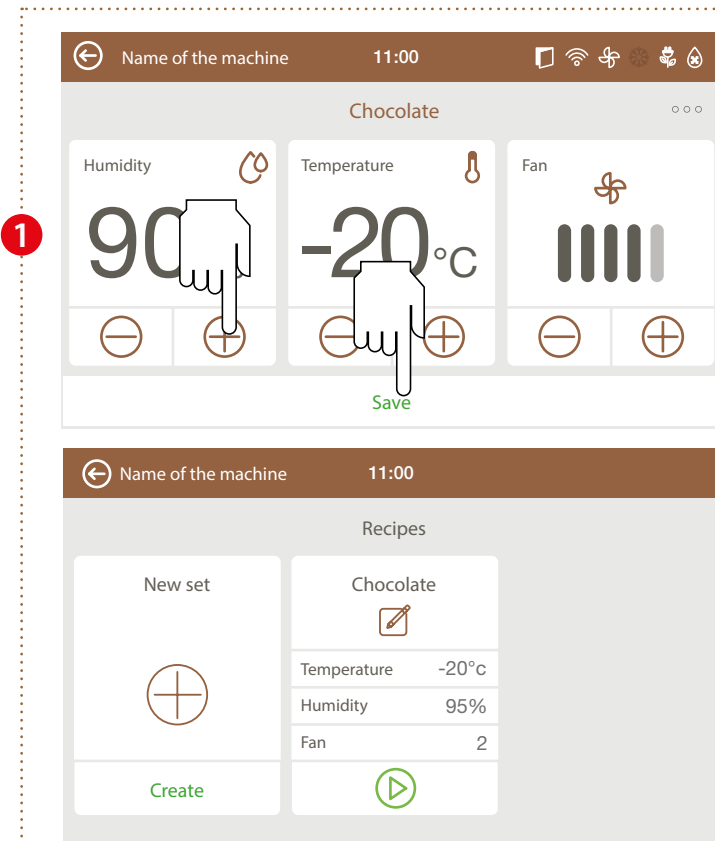 1
Name of the machine 11:00
Chocolate
Humidity
Temperature
Fan
90
-20°C
Save
Name of the machine 11:00
Recipes
New set
Create
Chocolate
Temperature -20°c
Humidity 95%
Fan 2